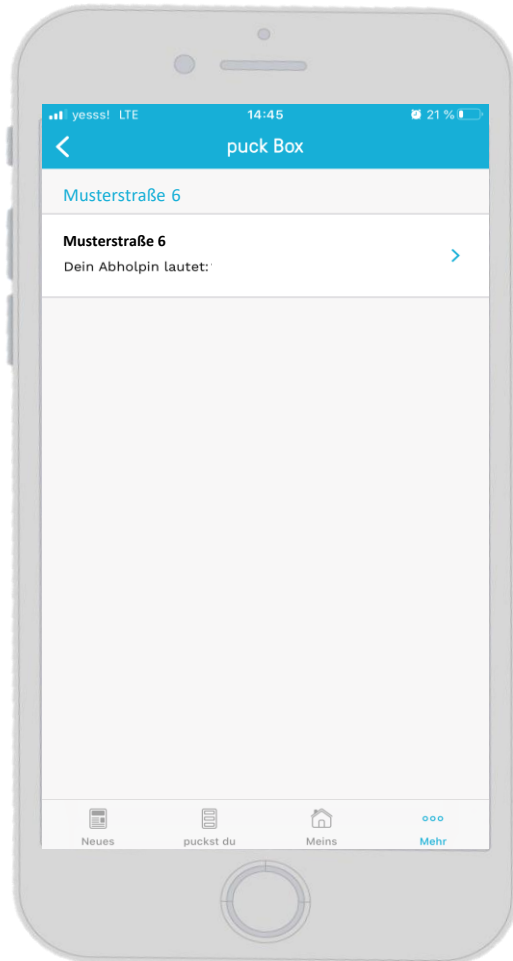 yesss! LTE 14:45 21 %
puck Box
Musterstraße 6
Musterstraße 6
Dein Abholpin lautet:
Neues puckst du Meins Mehr